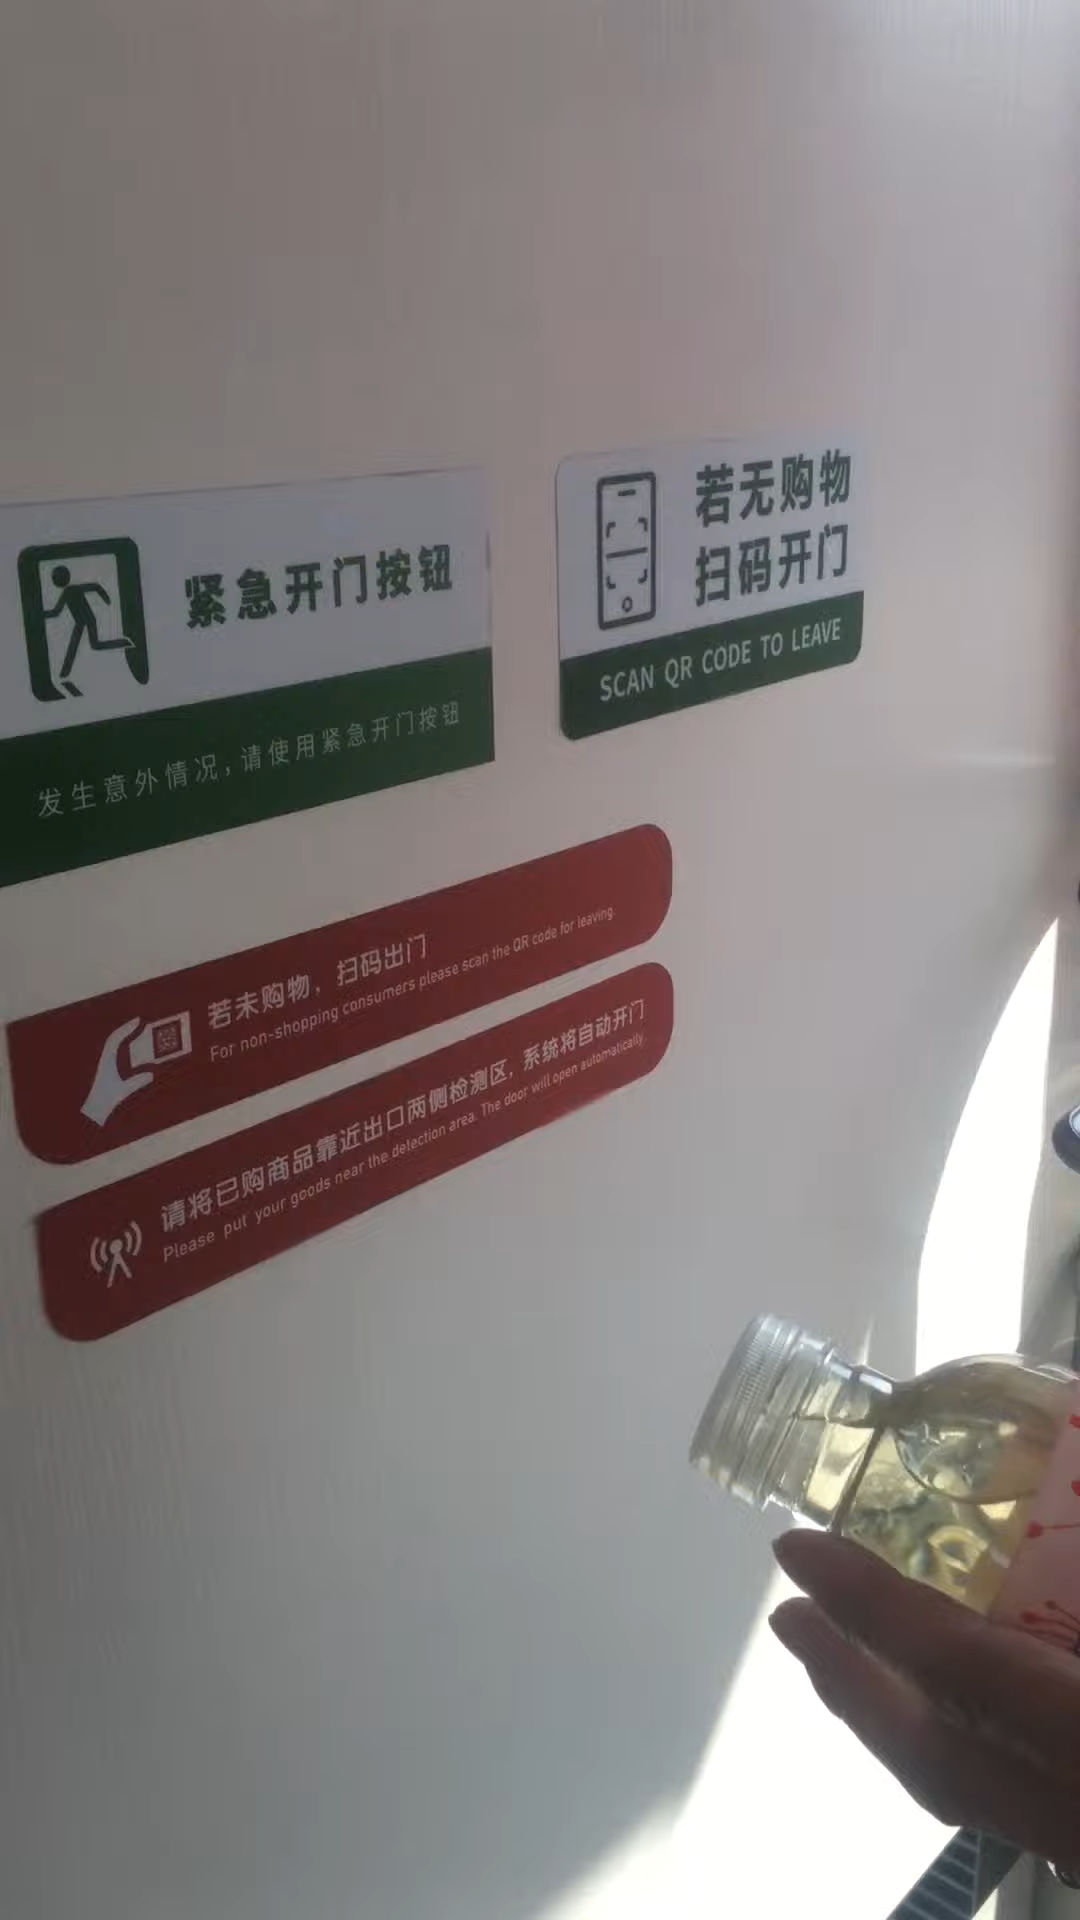 紧急开门按钮
发生意外情况，请使用紧急开门按钮
若无购物
扫码开门
SCAN QR CODE TO LEAVE
若未购物，扫码出门
For non-shopping consumers please scan the QR code for leaving.
请将已购商品靠近出口两侧检测区，系统将自动开门
Please put your goods near the detection area. The door will open automatically.